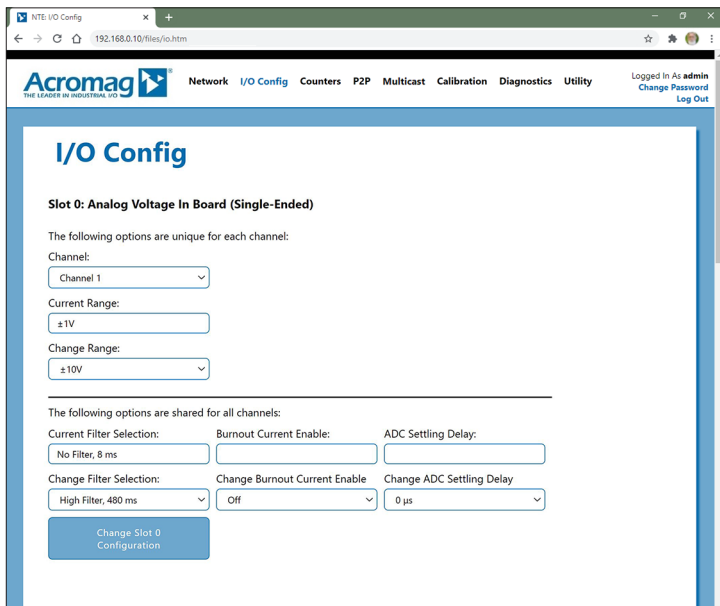 NTE: I/O Config
192.168.0.10/files/io.htm
Acromag
THE LEADER IN INDUSTRIAL I/O
Network I/O Config Counters P2P Multicast Calibration Diagnostics Utility
Logged In As admin
Change Password
Log Out
I/O Config
Slot 0: Analog Voltage In Board (Single-Ended)
The following options are unique for each channel:
Channel:
Channel 1
Current Range:
±1V
Change Range:
±10V
The following options are shared for all channels:
Current Filter Selection: Burnout Current Enable: ADC Settling Delay:
No Filter, 8 ms
Change Filter Selection: Change Burnout Current Enable Change ADC Settling Delay
High Filter, 480 ms Off 0 µs
Change Slot 0
Configuration